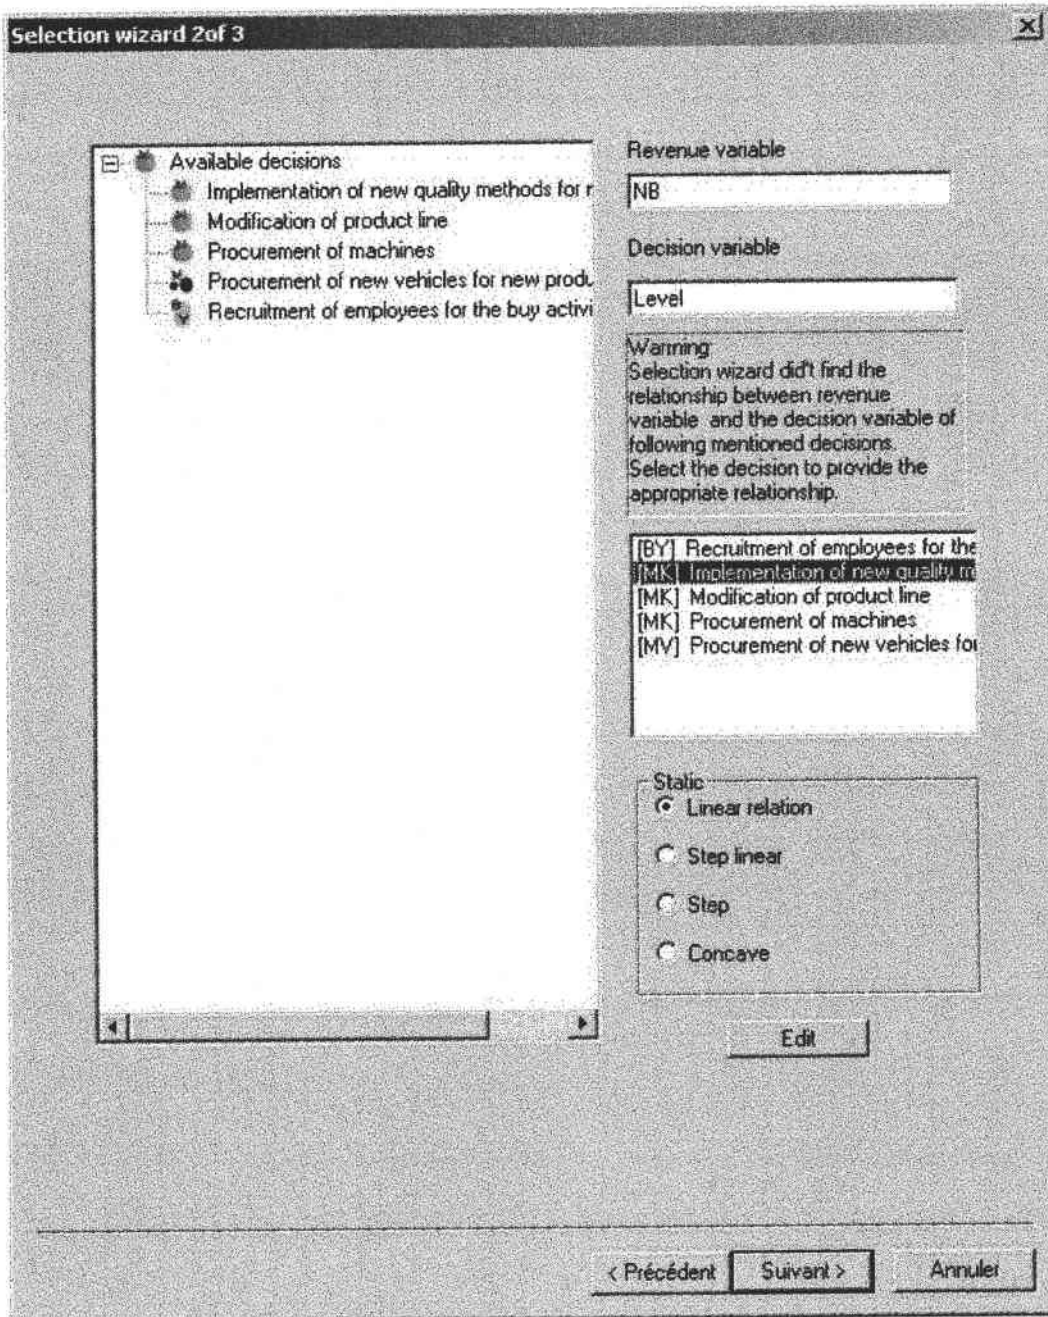 Selection wizard 2of 3
Available decisions
Implementation of new quality methods for r
Modification of product line
Procurement of machines
Procurement of new vehicles for new produ
Recruitment of employees for the buy activi
Revenue variable
NB
Decision variable
Level
Warning
Selection wizard did't find the
relationship between revenue
variable and the decision variable of
following mentioned decisions.
Select the decision to provide the
appropriate relationship.
[BY] Recruitment of employees for the
[MK] Implementation of new quality m
[MK] Modification of product line
[MK] Procurement of machines
[MV] Procurement of new vehicles for
Static
Linear relation
Step linear
Step
Concave
Edit
< Précédent
Suivant >
Annuler